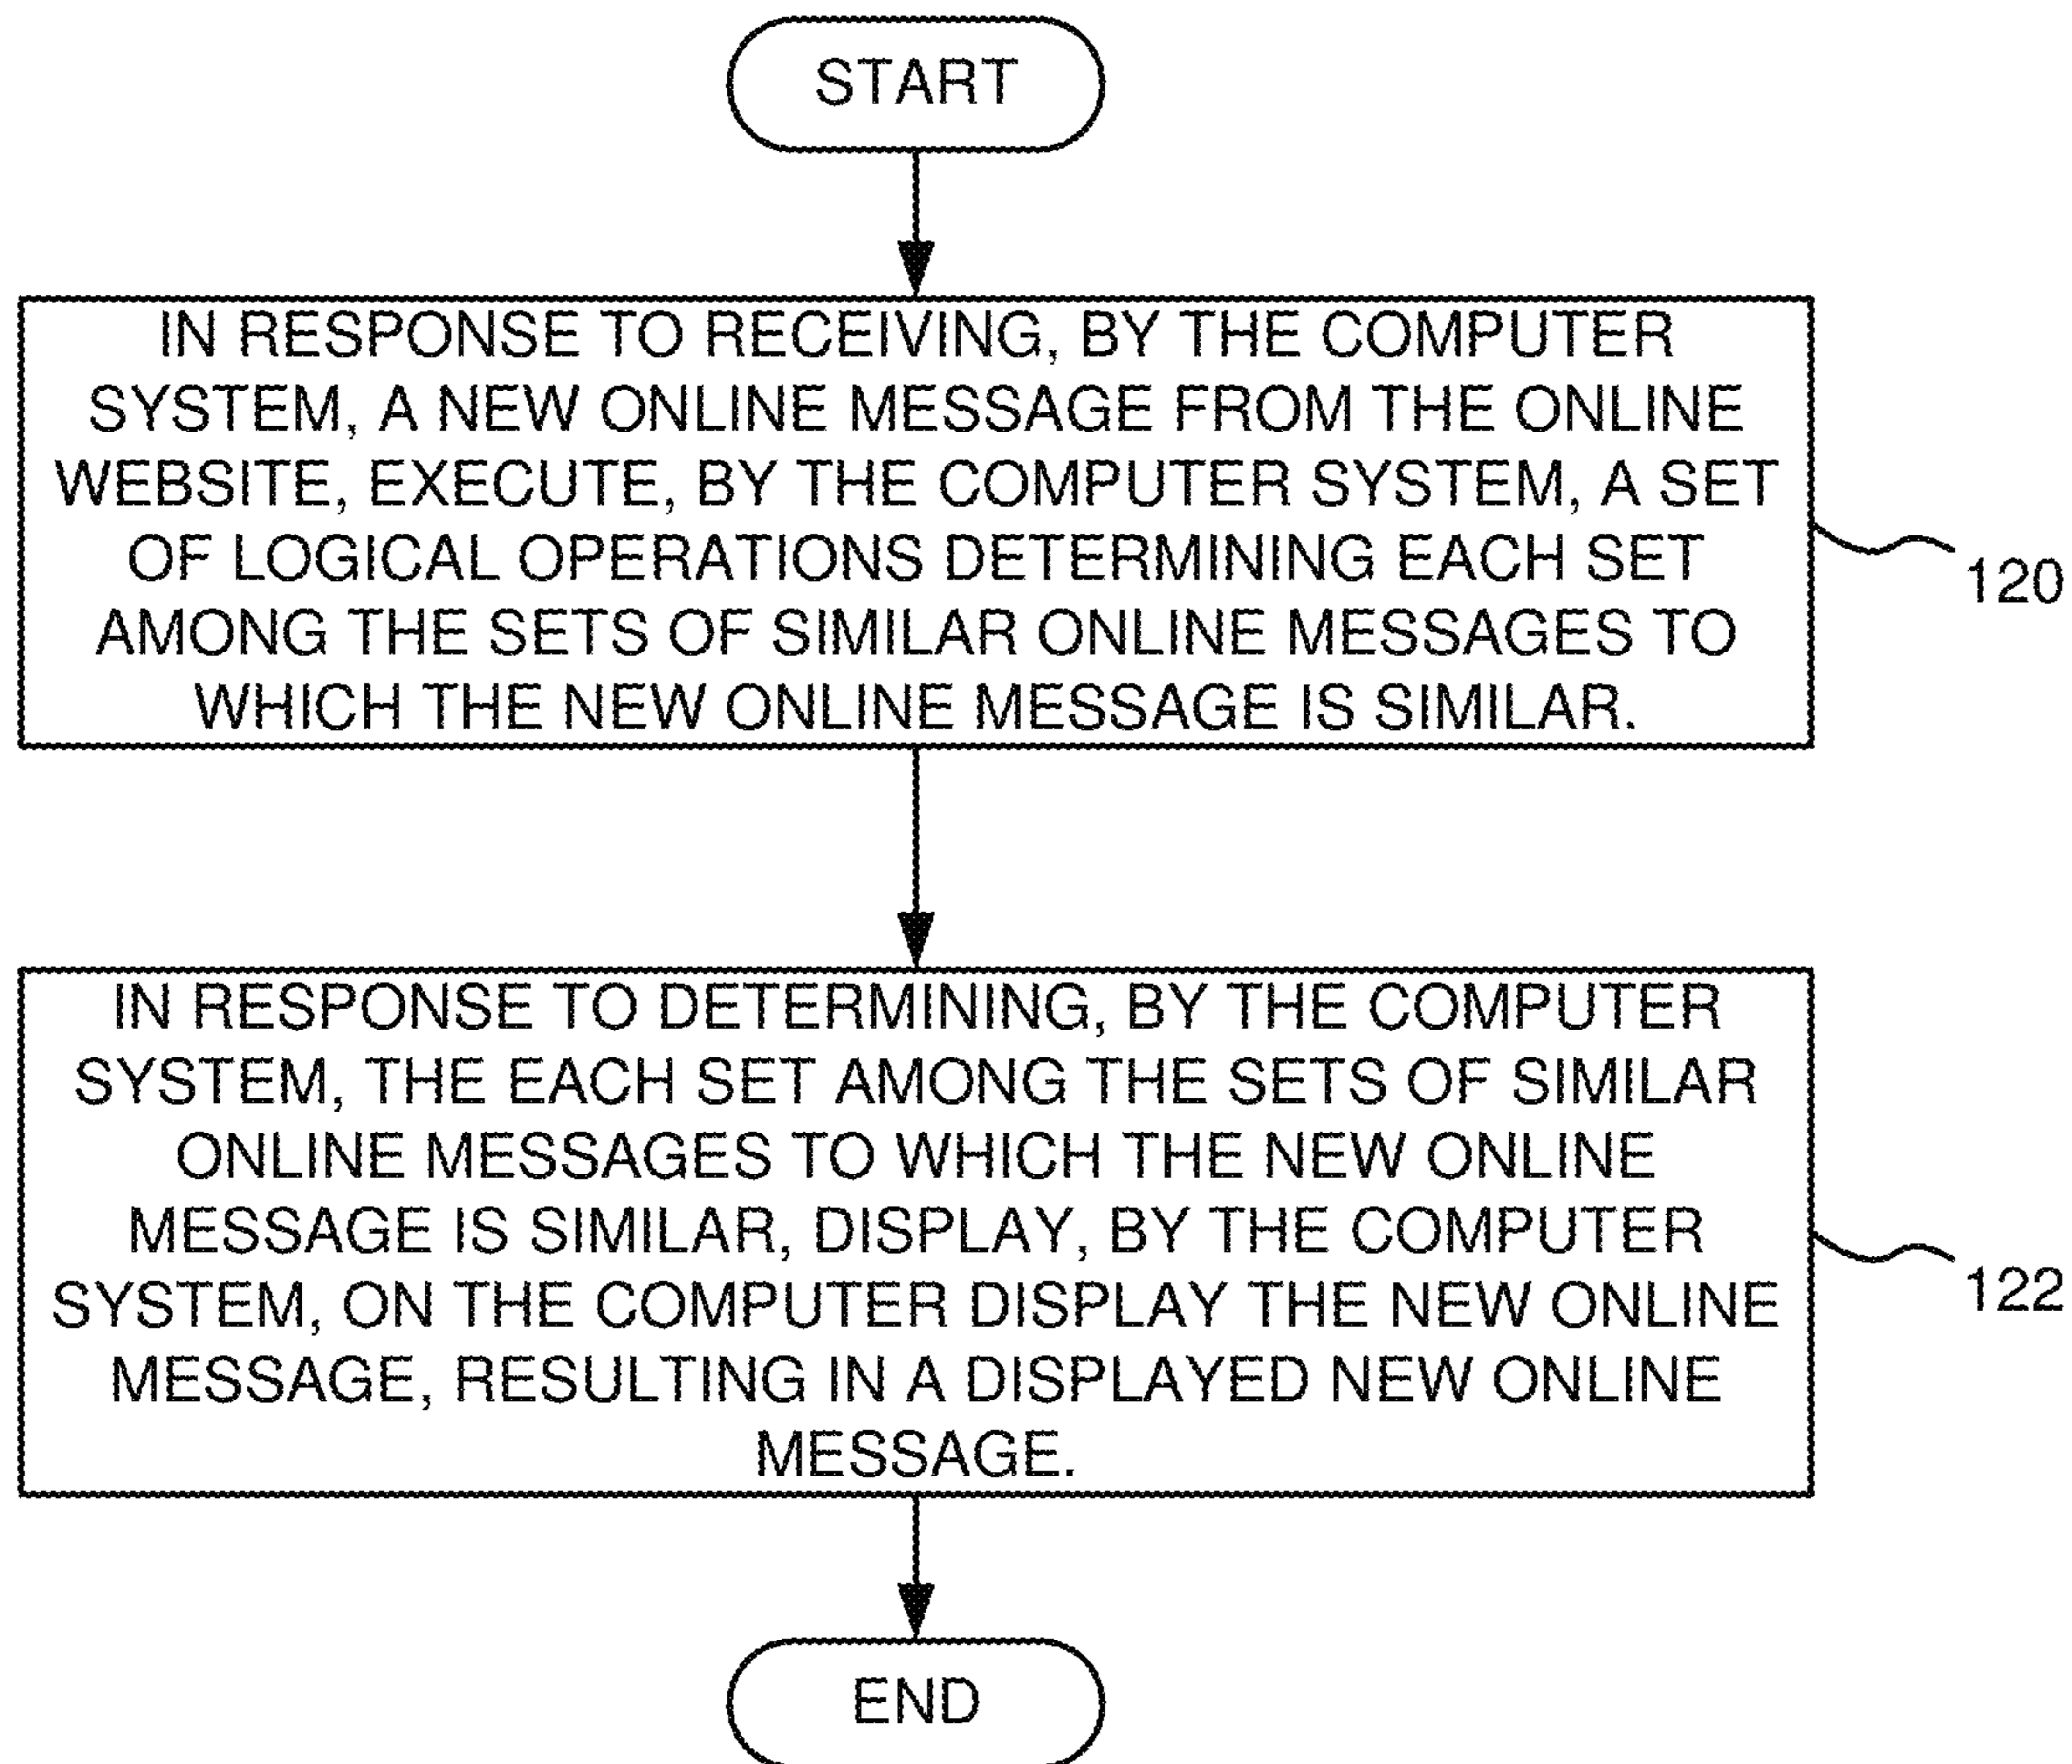 START
IN RESPONSE TO RECEIVING, BY THE COMPUTER
SYSTEM, A NEW ONLINE MESSAGE FROM THE ONLINE
WEBSITE, EXECUTE, BY THE COMPUTER SYSTEM, A SET
OF LOGICAL OPERATIONS DETERMINING EACH SET
AMONG THE SETS OF SIMILAR ONLINE MESSAGES TO
WHICH THE NEW ONLINE MESSAGE IS SIMILAR.
120
IN RESPONSE TO DETERMINING, BY THE COMPUTER
SYSTEM, THE EACH SET AMONG THE SETS OF SIMILAR
ONLINE MESSAGES TO WHICH THE NEW ONLINE
MESSAGE IS SIMILAR, DISPLAY, BY THE COMPUTER
SYSTEM, ON THE COMPUTER DISPLAY THE NEW ONLINE
MESSAGE, RESULTING IN A DISPLAYED NEW ONLINE
MESSAGE.
122
END